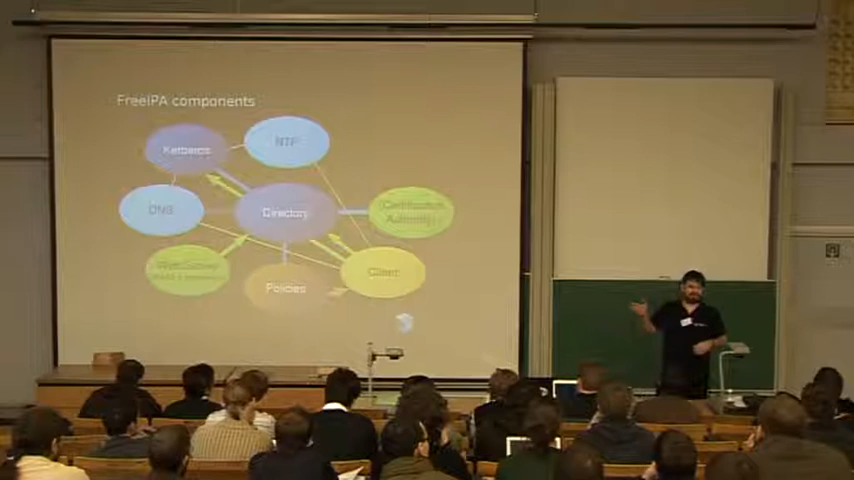 FreeIPA components
Kerberos
NTP
DNS
Directory
Certification
Authority
Client
Policies